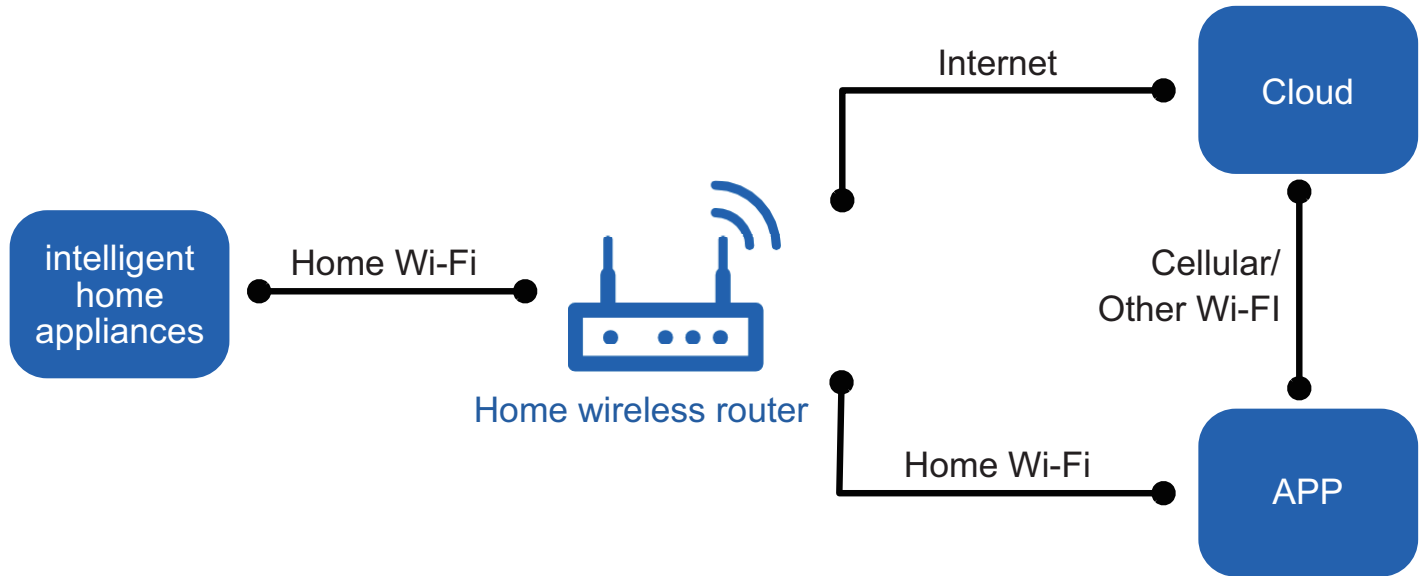 Internet
Cloud
intelligent
home
appliances
Home Wi-Fi
Cellular/
Other Wi-FI
Home wireless router
Home Wi-Fi
APP